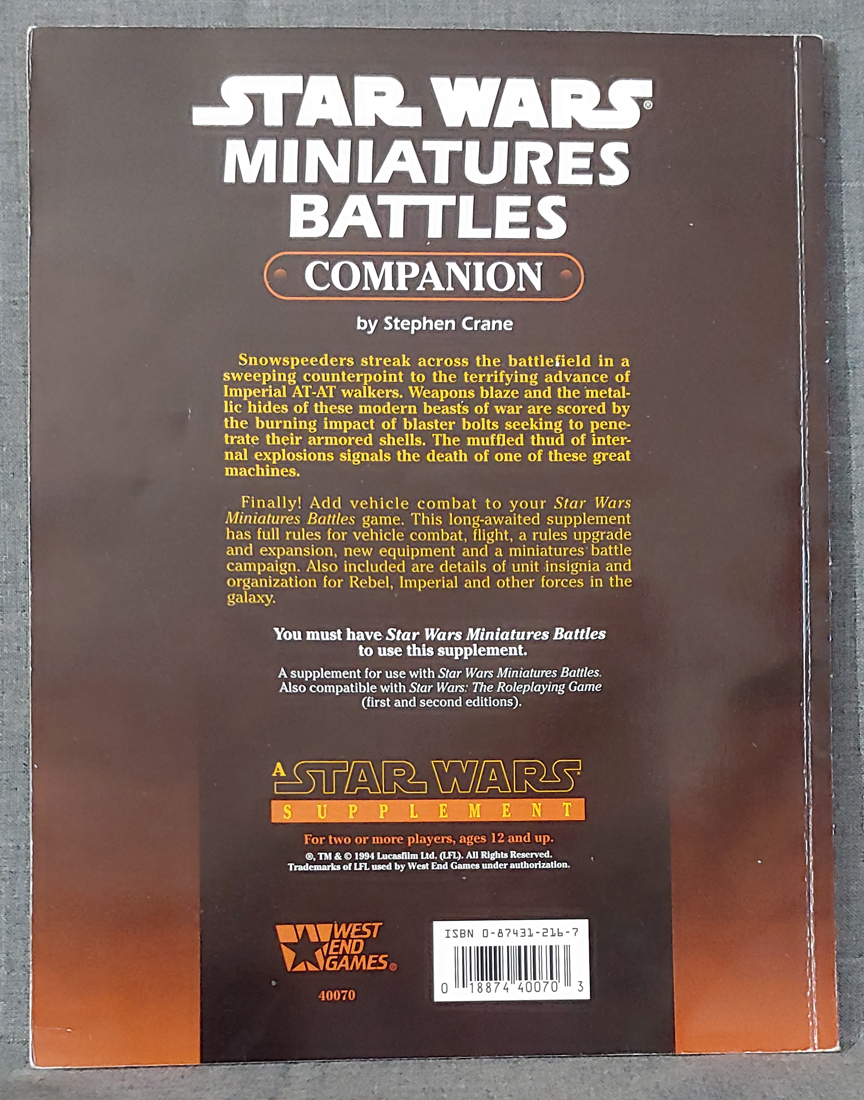 STAR WARS®
MINIATURES
BATTLES
COMPANION
by Stephen Crane
Snowspeeders streak across the battlefield in a
sweeping counterpoint to the terrifying advance of
Imperial AT-AT walkers. Weapons blaze and the metal-
lic hides of these modern beasts of war are scored by
the burning impact of blaster bolts seeking to pene-
trate their armored shells. The muffled thud of inter-
nal explosions signals the death of one of these great
machines.
Finally! Add vehicle combat to your Star Wars
Miniatures Battles game. This long-awaited supplement
has full rules for vehicle combat, flight, a rules upgrade
and expansion, new equipment and a miniatures battle
campaign. Also included are details of unit insignia and
organization for Rebel, Imperial and other forces in the
galaxy.
You must have Star Wars Miniatures Battles
to use this supplement.
A supplement for use with Star Wars Miniatures Battles.
Also compatible with Star Wars: The Roleplaying Game
(first and second editions).
A STAR WARS®
SUPPLEMENT
For two or more players, ages 12 and up.
®, TM & © 1994 Lucasfilm Ltd. (LFL). All Rights Reserved.
Trademarks of LFL used by West End Games under authorization.
WEST
END
GAMES®
40070
ISBN 0-87431-216-7
0 18874 40070 3